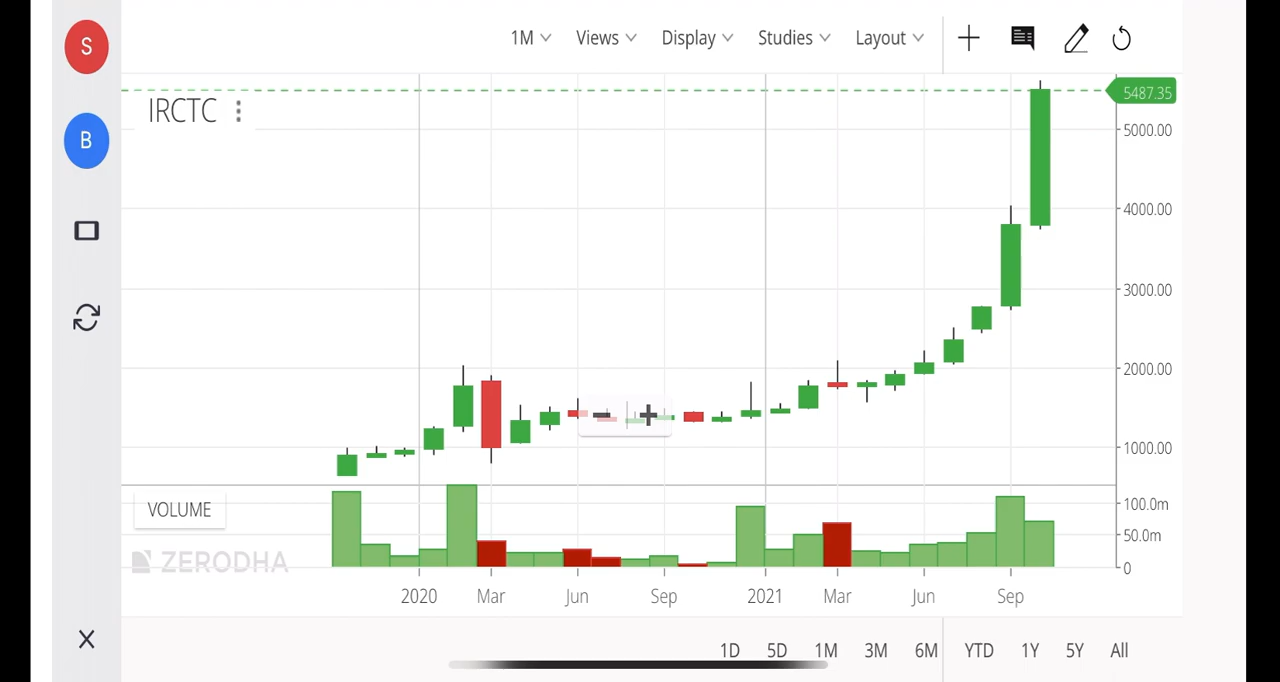 S
B
1M Views Display Studies Layout
IRCTC
5487.35
5000.00
4000.00
3000.00
2000.00
1000.00
VOLUME
100.0m
50.0m
0
ZERODHA
2020 Mar Jun Sep 2021 Mar Jun Sep
1D 5D 1M 3M 6M YTD 1Y 5Y All